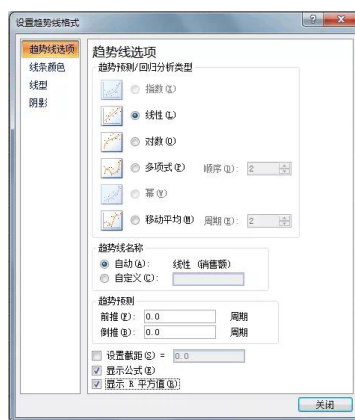 设置趋势线格式
趋势线选项
线条颜色
线型
阴影
趋势线选项
趋势预测/回归分析类型
指数(X)
线性(L)
对数(O)
多项式(P) 顺序(D): 2
幂(W)
移动平均(M) 周期(E): 2
趋势线名称
自动(A): 线性 (销售额)
自定义(C):
趋势预测
前推(F): 0.0 周期
倒推(B): 0.0 周期
设置截距(S) = 0.0
显示公式(E)
显示 R 平方值(R)
关闭